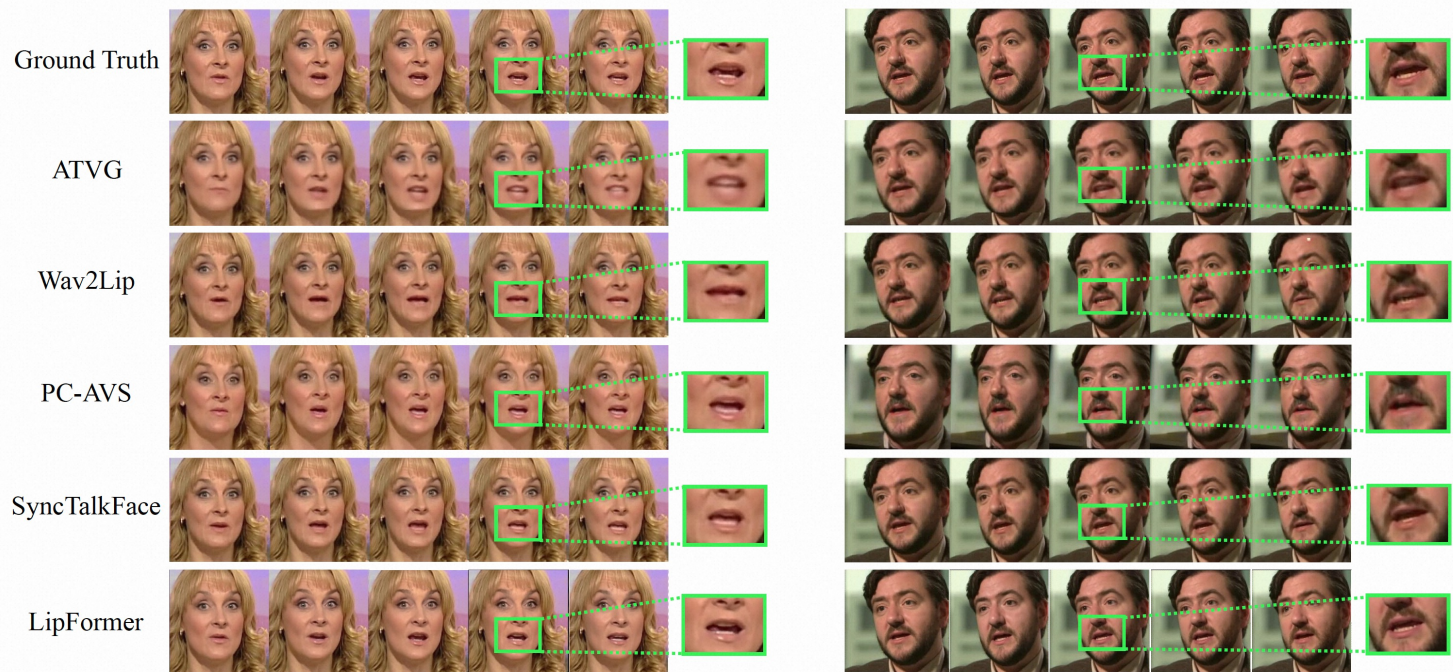 Ground Truth
ATVG
Wav2Lip
PC-AVS
SyncTalkFace
LipFormer